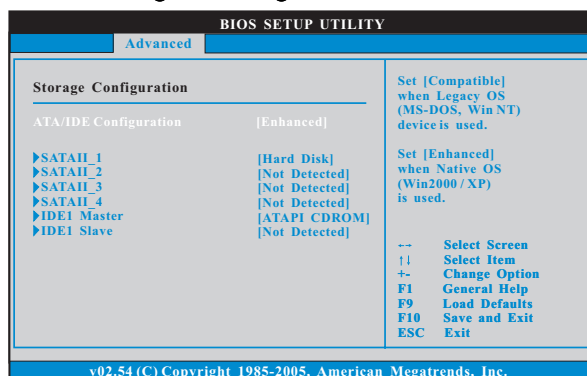 BIOS SETUP UTILITY
Advanced
Storage Configuration
ATA/IDE Configuration [Enhanced]
SATAII_1 [Hard Disk]
SATAII_2 [Not Detected]
SATAII_3 [Not Detected]
SATAII_4 [Not Detected]
IDE1 Master [ATAPI CDROM]
IDE1 Slave [Not Detected]
Set [Compatible]
when Legacy OS
(MS-DOS, Win NT)
device is used.
Set [Enhanced]
when Native OS
(Win2000 / XP)
is used.
←→ Select Screen
↑↓ Select Item
+- Change Option
F1 General Help
F9 Load Defaults
F10 Save and Exit
ESC Exit
v02.54 (C) Copyright 1985-2005, American Megatrends, Inc.